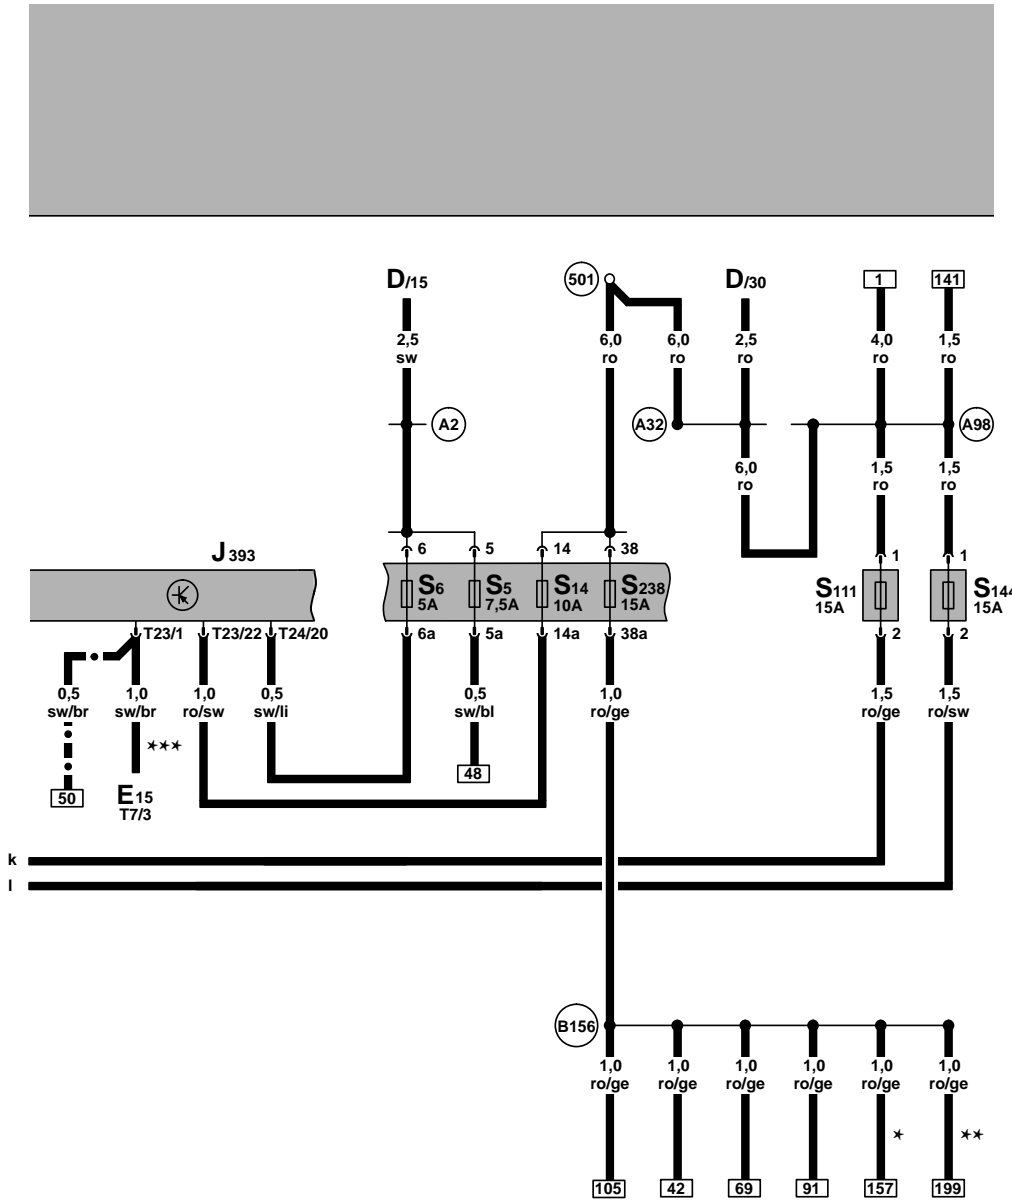 D/15 501 D/30 1 141
2,5 6,0 6,0 2,5 4,0 1,5
sw ro ro ro ro ro
A2 A32 A98
6,0 1,5 1,5
ro ro ro
J 393 6 5 14 38 1 1
S6 S5 S14 S238 S111 S144
5A 7,5A 10A 15A 15A 15A
T23/1 T23/22 T24/20 6a 5a 14a 38a 2 2
0,5 1,0 1,0 0,5 0,5 1,0 1,5 1,5
sw/br sw/br ro/sw sw/li sw/bl ro/ge ro/ge ro/sw
★★★
48
50 E15
T7/3
k
l
B156
1,0 1,0 1,0 1,0 1,0 1,0
ro/ge ro/ge ro/ge ro/ge ro/ge ro/ge
★ ★★
105 42 69 91 157 199